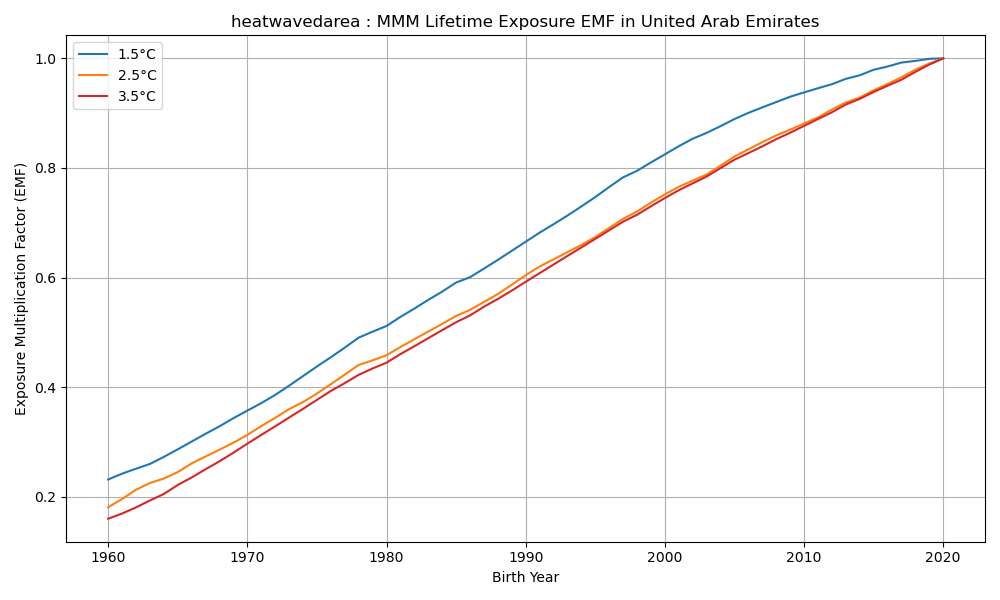 heatwavedarea : MMM Lifetime Exposure EMF in United Arab Emirates
1.5°C
2.5°C
3.5°C
Exposure Multiplication Factor (EMF)
1.0
0.8
0.6
0.4
0.2
1960 1970 1980 1990 2000 2010 2020
Birth Year